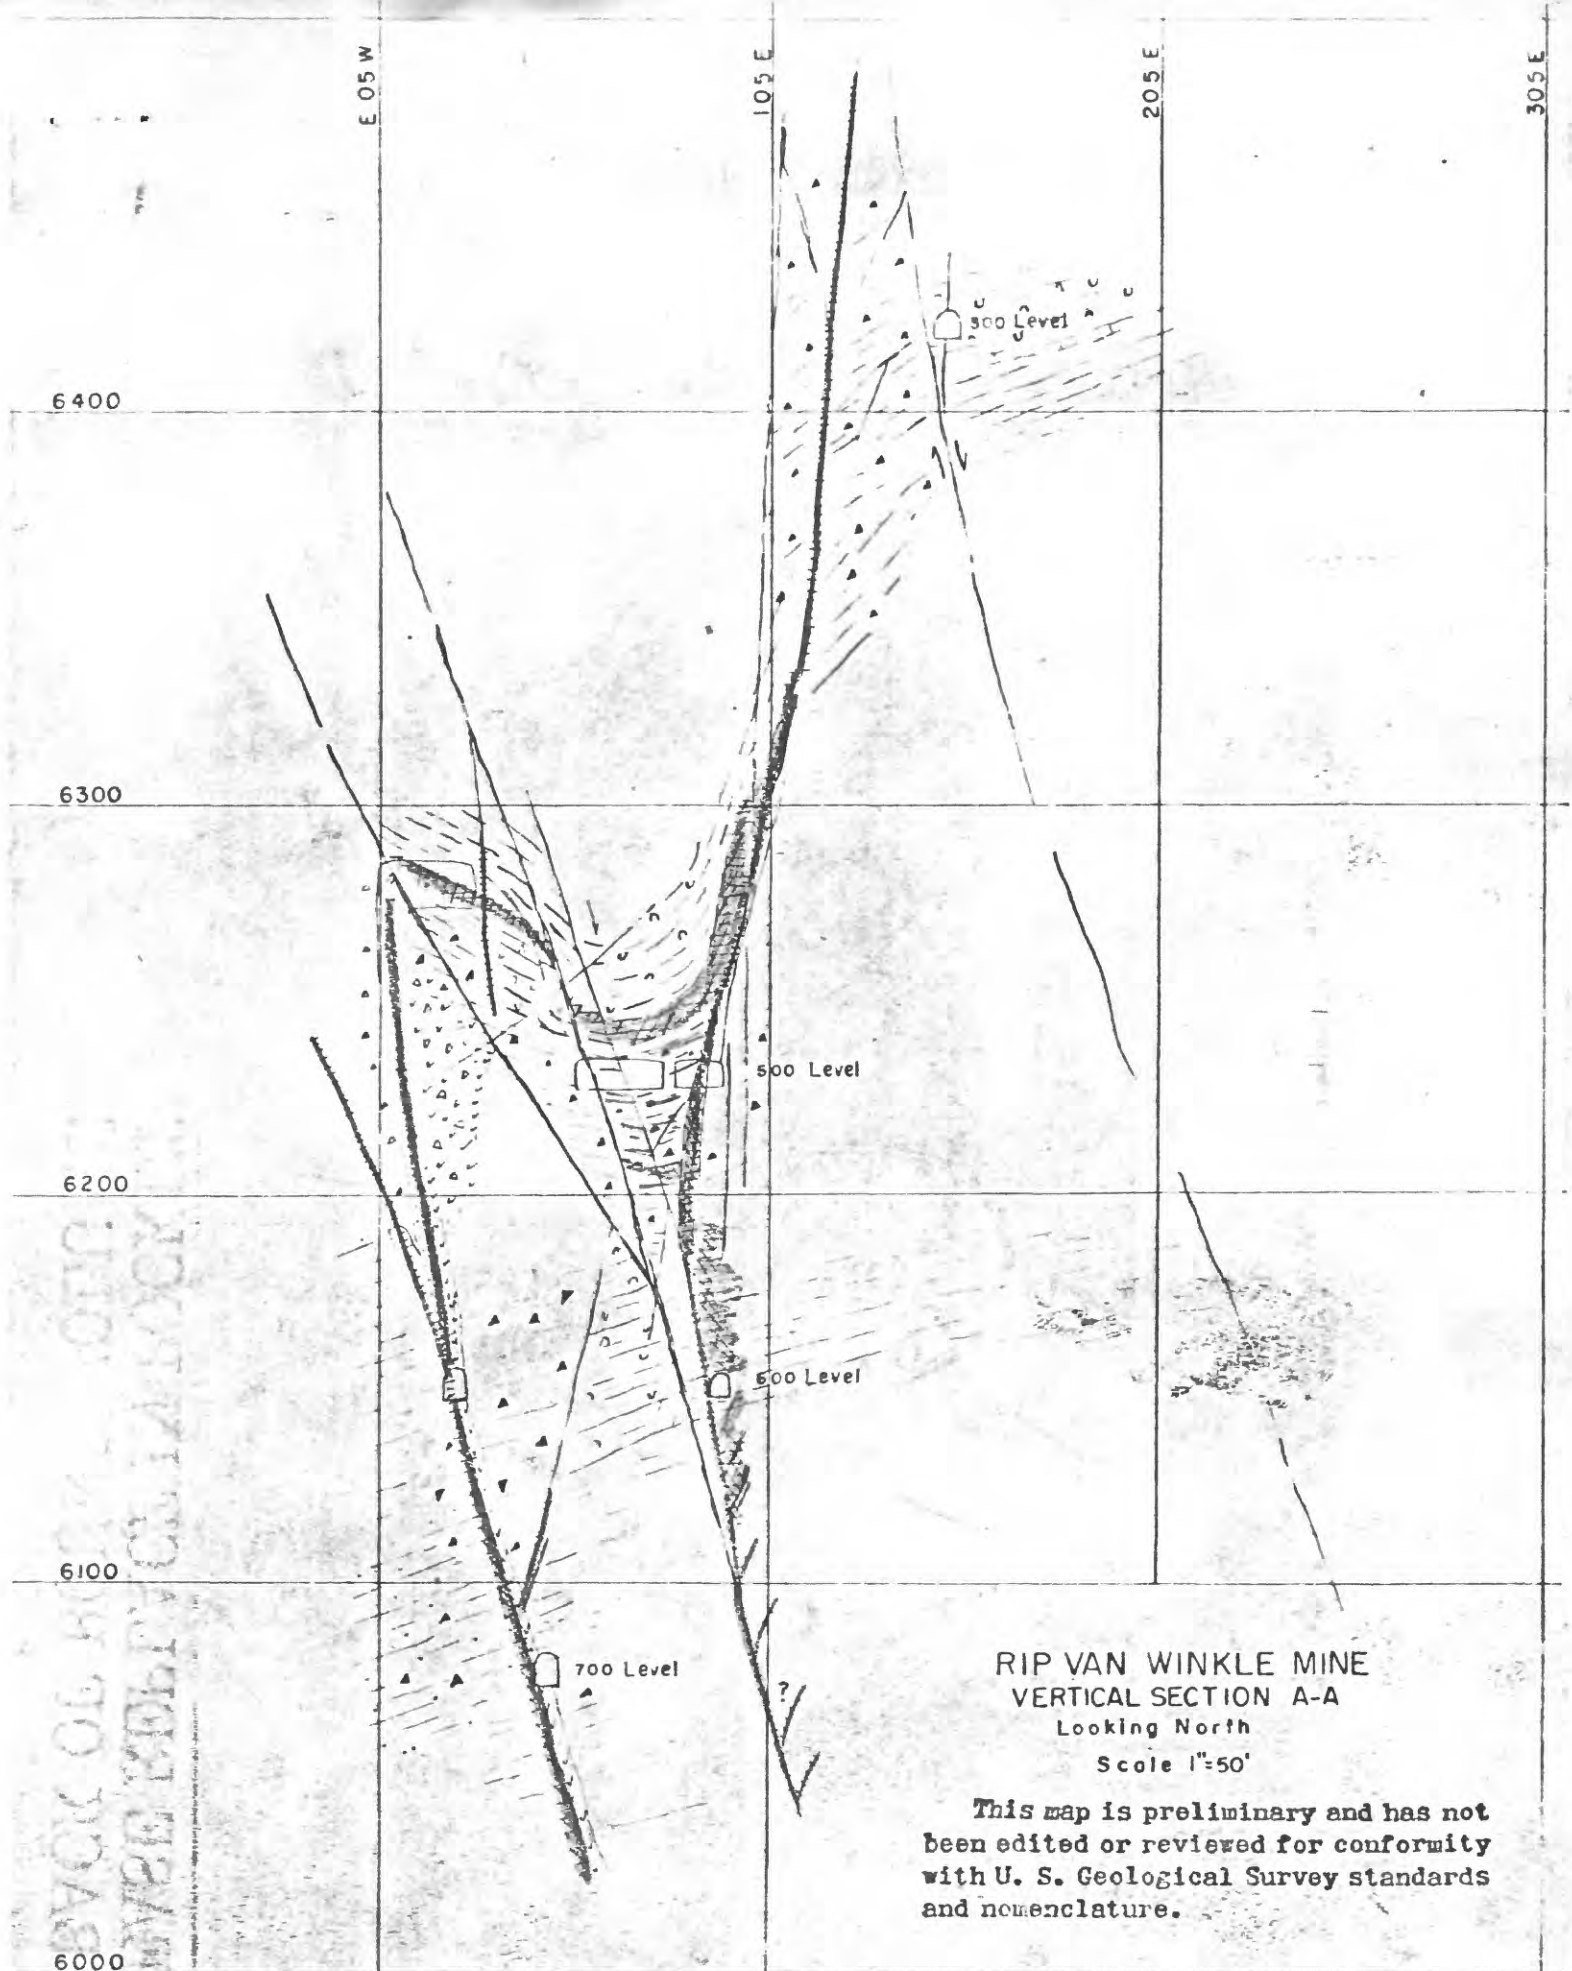 E 05 W
105 E
205 E
305 E
300 Level
6400
6300
500 Level
6200
600 Level
6100
700 Level
?
RIP VAN WINKLE MINE
VERTICAL SECTION A-A
Looking North
Scale 1"=50'
This map is preliminary and has not
been edited or reviewed for conformity
with U. S. Geological Survey standards
and nomenclature.
6000
BACK OF